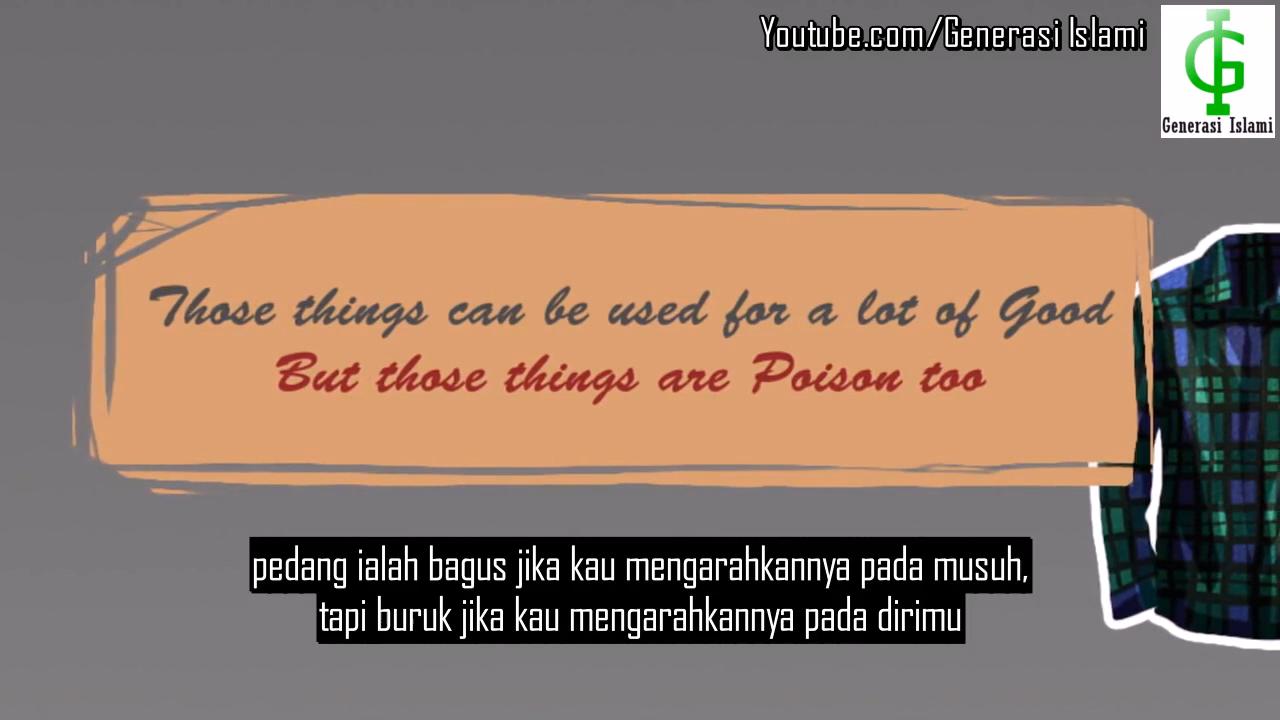 Youtube.com/Generasi Islami
Generasi Islami
Those things can be used for a lot of Good
But those things are Poison too
pedang ialah bagus jika kau mengarahkannya pada musuh,
tapi buruk jika kau mengarahkannya pada dirimu